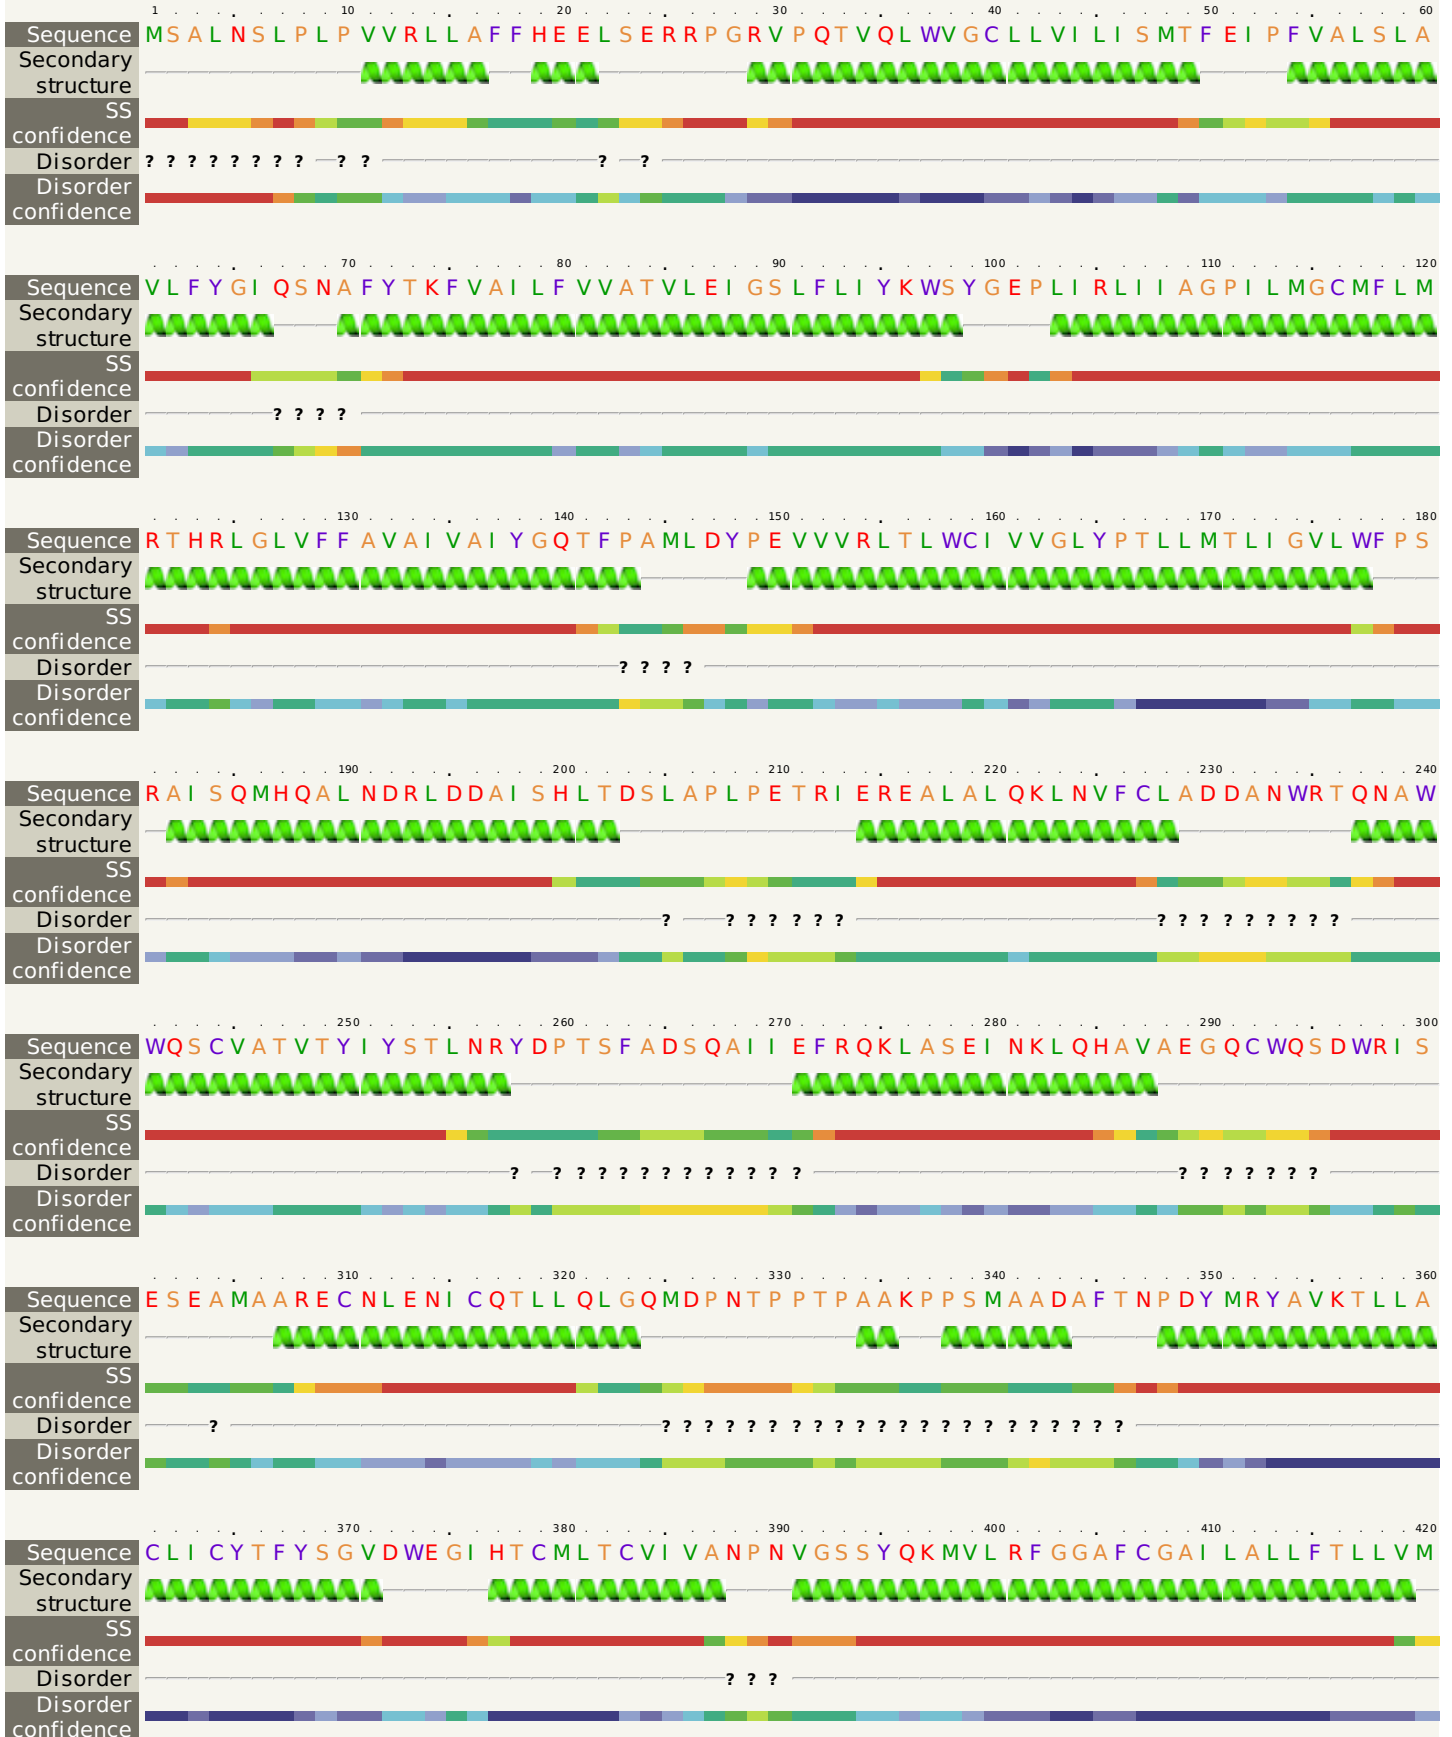 1 10 20 30 40 50 60
Sequence MSALNSLPLPVVRLLAFFHEELSERRPGRVPQTVQLWVGCLLVILISMTFEIPFVALSLA
Secondary
structure
SS
confidence
Disorder ? ? ? ? ? ? ? ? ? ? ? ?
Disorder
confidence
70 80 90 100 110 120
Sequence VLFYGIQSNAFYTKFVAILFVVATVLEIGSLFLIYKWSYGEPLIRLIIAGPILMGCMFLM
Secondary
structure
SS
confidence
Disorder ? ? ? ?
Disorder
confidence
130 140 150 160 170 180
Sequence RTHRLGLVFFAVAIVAIYGQTFPAMLDYPEVVVRLTLWCIVVGLYPTLLMTLIGVLWFPS
Secondary
structure
SS
confidence
Disorder ? ? ? ?
Disorder
confidence
190 200 210 220 230 240
Sequence RAISQMHQALNDRLDDAISHLTDSLAPLPETRIEREALALQKLNVFCLADDANWRTQNAW
Secondary
structure
SS
confidence
Disorder ? ? ? ? ? ? ? ? ? ? ? ? ? ? ? ?
Disorder
confidence
250 260 270 280 290 300
Sequence WQSCVATVTYIYSTLNRYDPTSFADSQAIIEFRQKLASEINKLQHAVAEGQCWQSDWRIS
Secondary
structure
SS
confidence
Disorder ? ? ? ? ? ? ? ? ? ? ? ? ? ? ? ? ? ? ? ?
Disorder
confidence
310 320 330 340 350 360
Sequence ESEAMAARECNLENICQTLLQLGQMDPNTPPTPAAKPPSMAADAFTNPDYMRYAVKTLLA
Secondary
structure
SS
confidence
Disorder ? ? ? ? ? ? ? ? ? ? ? ? ? ? ? ? ? ? ? ? ? ? ?
Disorder
confidence
370 380 390 400 410 420
Sequence CLICYTFYSGVDWEGIHTCMLTCVIVANPNVGSSYQKMVLRFGGAFCGAILALLFTLLVM
Secondary
structure
SS
confidence
Disorder ? ? ?
Disorder
confidence